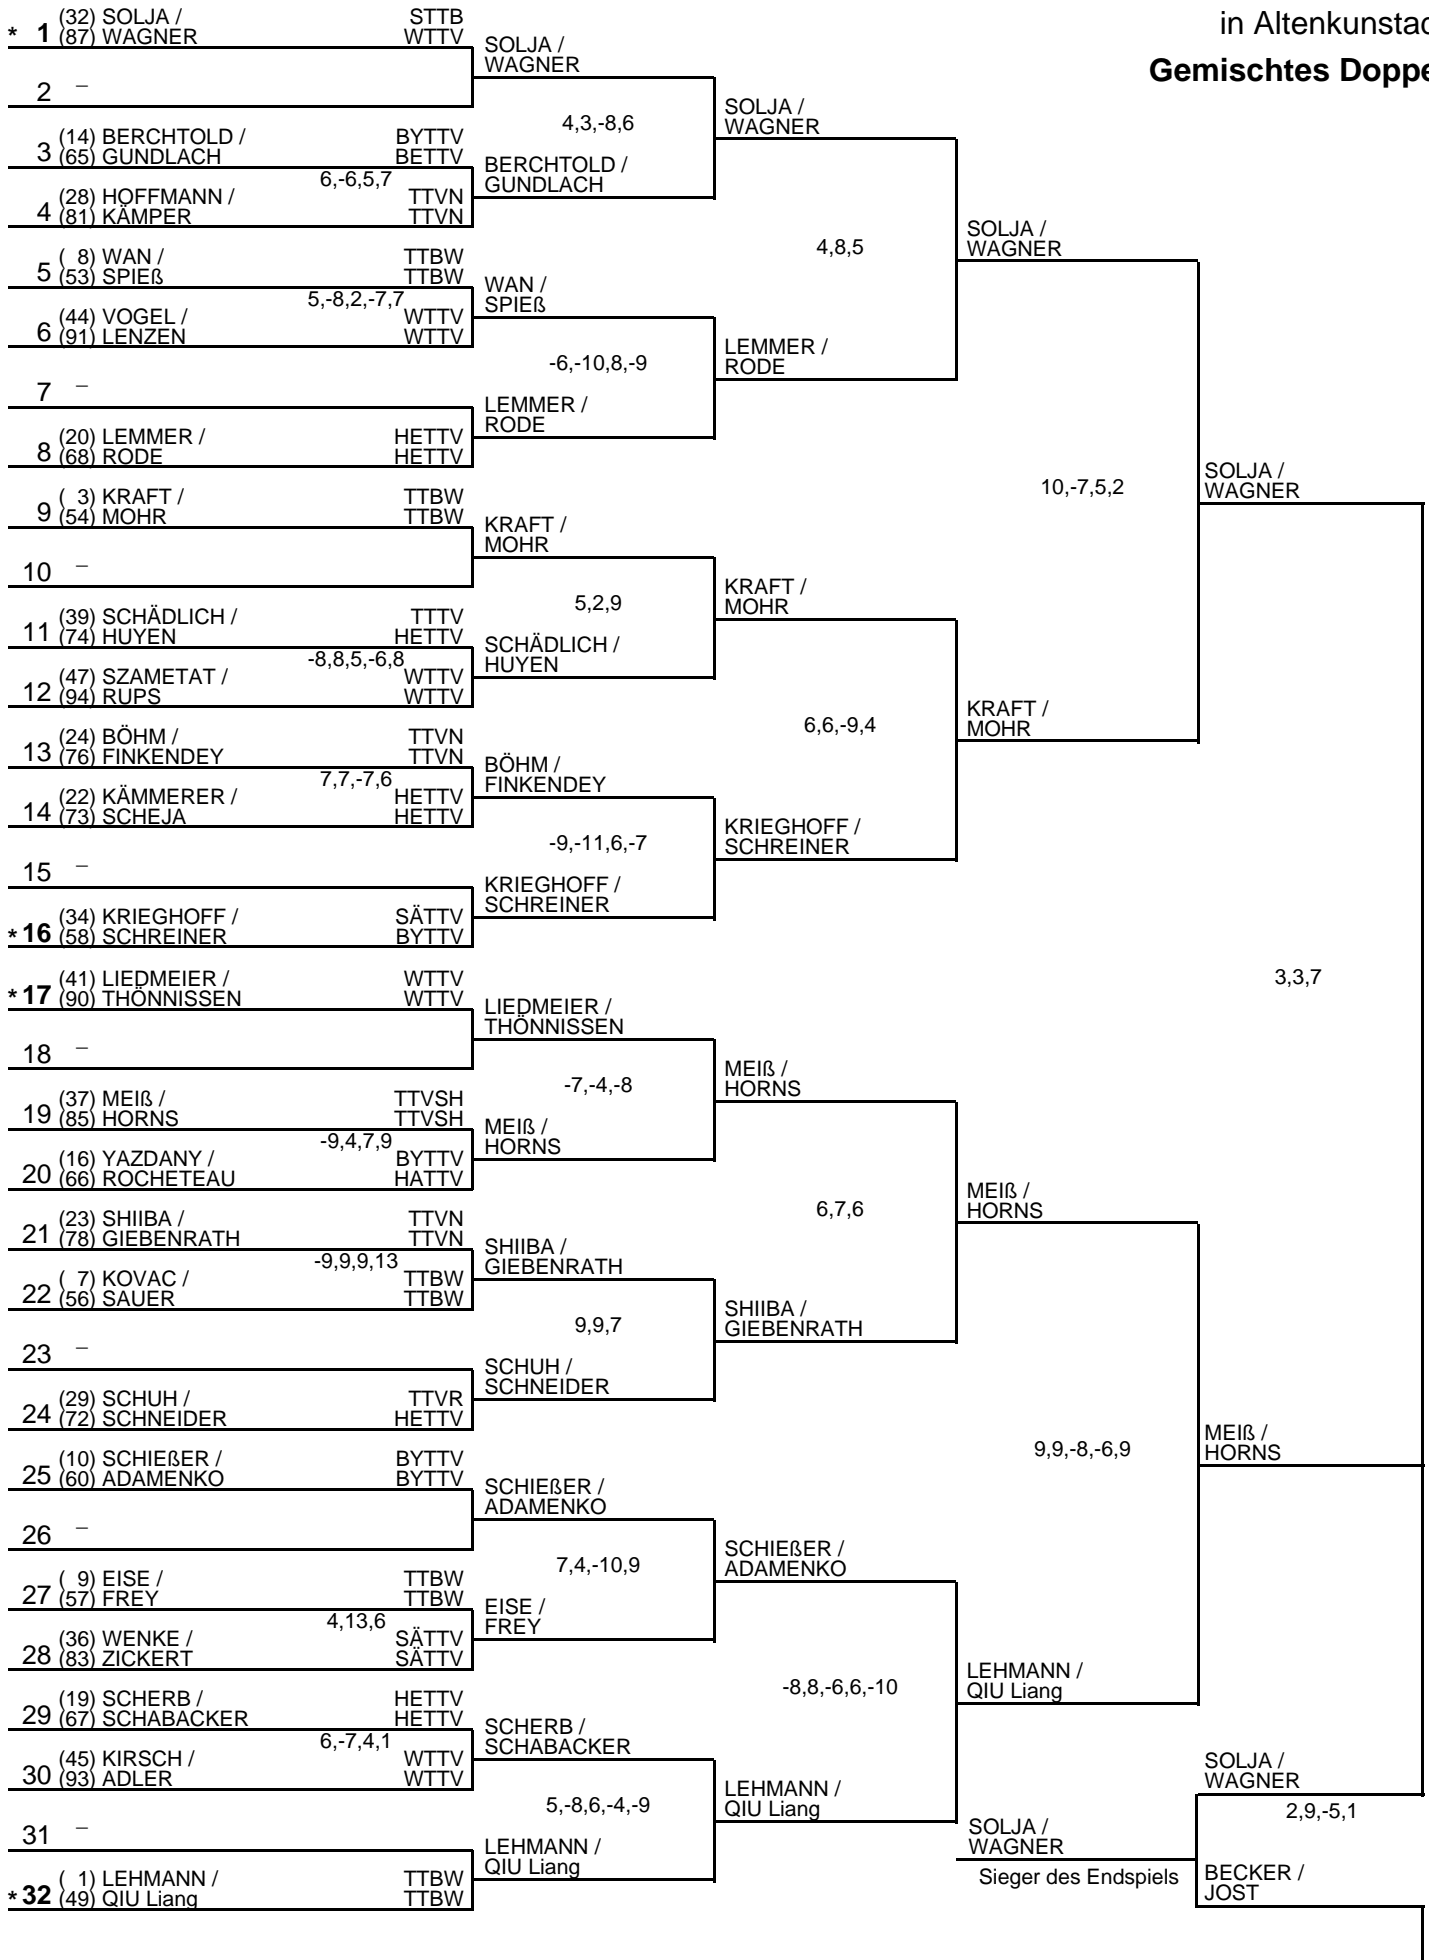 in Altenkunstac
Gemischtes Doppe
(32) SOLJA / STTB
* 1 (87) WAGNER WTTV
2 –
(14) BERCHTOLD / BYTTV
3 (65) GUNDLACH BETTV
6,-6,5,7
(28) HOFFMANN / TTVN
4 (81) KÄMPER TTVN
( 8) WAN / TTBW
5 (53) SPIEß TTBW
5,-8,2,-7,7
(44) VOGEL / WTTV
6 (91) LENZEN WTTV
7 –
(20) LEMMER / HETTV
8 (68) RODE HETTV
( 3) KRAFT / TTBW
9 (54) MOHR TTBW
10 –
(39) SCHÄDLICH / TTTV
11 (74) HUYEN HETTV
-8,8,5,-6,8
(47) SZAMETAT / WTTV
12 (94) RUPS WTTV
(24) BÖHM / TTVN
13 (76) FINKENDEY TTVN
7,7,-7,6
(22) KÄMMERER / HETTV
14 (73) SCHEJA HETTV
15 –
(34) KRIEGHOFF / SÄTTV
* 16 (58) SCHREINER BYTTV
(41) LIEDMEIER / WTTV
* 17 (90) THÖNNISSEN WTTV
18 –
(37) MEIß / TTVSH
19 (85) HORNS TTVSH
-9,4,7,9
(16) YAZDANY / BYTTV
20 (66) ROCHETEAU HATTV
(23) SHIIBA / TTVN
21 (78) GIEBENRATH TTVN
-9,9,9,13
( 7) KOVAC / TTBW
22 (56) SAUER TTBW
23 –
(29) SCHUH / TTVR
24 (72) SCHNEIDER HETTV
(10) SCHIEßER / BYTTV
25 (60) ADAMENKO BYTTV
26 –
( 9) EISE / TTBW
27 (57) FREY TTBW
4,13,6
(36) WENKE / SÄTTV
28 (83) ZICKERT SÄTTV
(19) SCHERB / HETTV
29 (67) SCHABACKER HETTV
6,-7,4,1
(45) KIRSCH / WTTV
30 (93) ADLER WTTV
31 –
( 1) LEHMANN / TTBW
* 32 (49) QIU Liang TTBW
SOLJA /
WAGNER
4,3,-8,6
BERCHTOLD /
GUNDLACH
WAN /
SPIEß
-6,-10,8,-9
LEMMER /
RODE
KRAFT /
MOHR
5,2,9
SCHÄDLICH /
HUYEN
BÖHM /
FINKENDEY
-9,-11,6,-7
KRIEGHOFF /
SCHREINER
LIEDMEIER /
THÖNNISSEN
-7,-4,-8
MEIß /
HORNS
SHIIBA /
GIEBENRATH
9,9,7
SCHUH /
SCHNEIDER
SCHIEßER /
ADAMENKO
7,4,-10,9
EISE /
FREY
SCHERB /
SCHABACKER
5,-8,6,-4,-9
LEHMANN /
QIU Liang
SOLJA /
WAGNER
4,8,5
LEMMER /
RODE
KRAFT /
MOHR
6,6,-9,4
KRIEGHOFF /
SCHREINER
MEIß /
HORNS
6,7,6
SHIIBA /
GIEBENRATH
SCHIEßER /
ADAMENKO
-8,8,-6,6,-10
LEHMANN /
QIU Liang
SOLJA /
WAGNER
10,-7,5,2
KRAFT /
MOHR
MEIß /
HORNS
9,9,-8,-6,9
LEHMANN /
QIU Liang
SOLJA /
WAGNER
3,3,7
MEIß /
HORNS
SOLJA /
WAGNER
2,9,-5,1
SOLJA /
WAGNER
Sieger des Endspiels
BECKER /
JOST